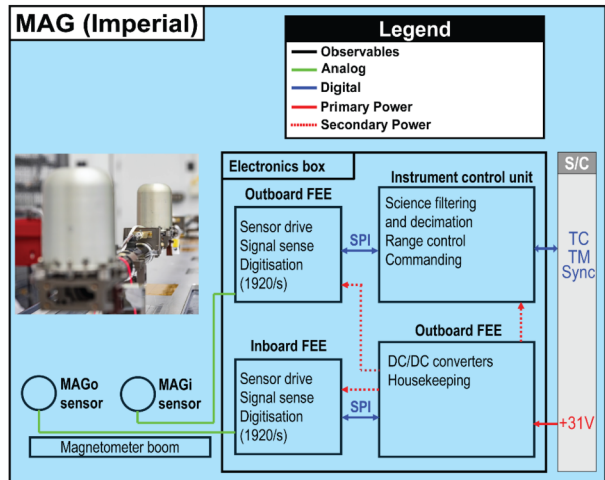 MAG (Imperial)
Legend
Observables
Analog
Digital
Primary Power
Secondary Power
Electronics box
Instrument control unit
S/C
Outboard FEE
Sensor drive
Signal sense
Digitisation
(1920/s)
SPI
Science filtering
and decimation
Range control
Commanding
TC
TM
Sync
Outboard FEE
Inboard FEE
Sensor drive
Signal sense
Digitisation
(1920/s)
SPI
DC/DC converters
Housekeeping
+31V
MAGo
sensor
MAGi
sensor
Magnetometer boom